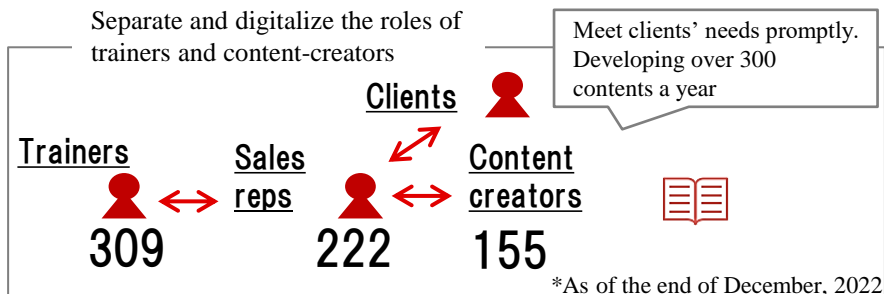 Separate and digitalize the roles of
trainers and content-creators
Meet clients’ needs promptly.
Developing over 300
contents a year
Clients
Trainers
Sales
reps
Content
creators
309
222
155
*As of the end of December, 2022